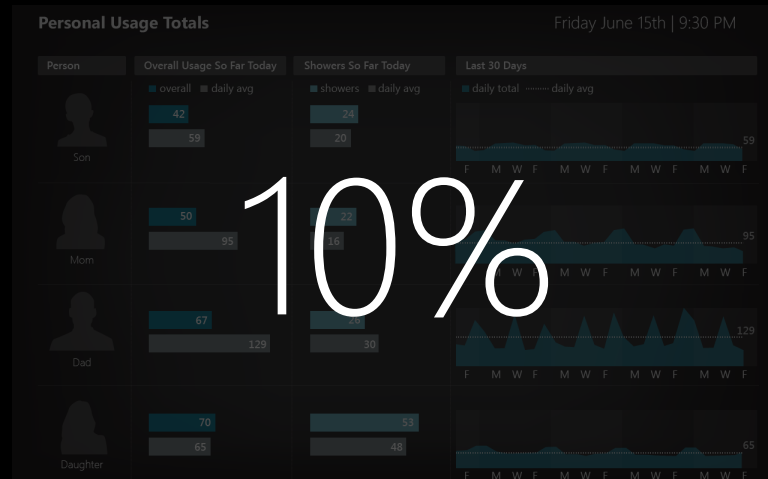 Personal Usage Totals
Friday June 15th | 9:30 PM
Person
Overall Usage So Far Today
Showers So Far Today
Last 30 Days
overall daily avg
showers daily avg
daily total daily avg
42
59
24
20
59
F M W F M W F M W F M W F
Son
50
95
22
16
95
F M W F M W F M W F M W F
Mom
10%
67
129
26
30
129
F M W F M W F M W F M W F
Dad
70
65
53
48
65
F M W F M W F M W F M W F
Daughter